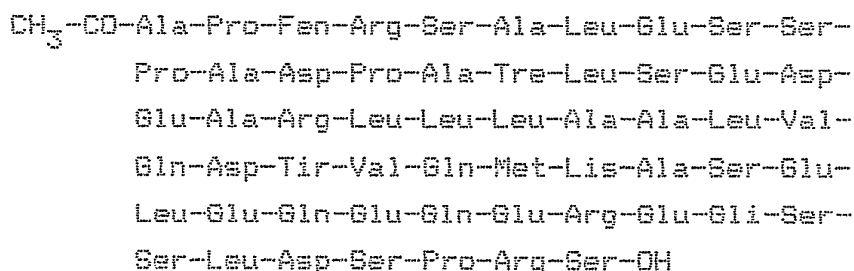 CH3-CO-Ala-Pro-Fen-Arg-Ser-Ala-Leu-Glu-Ser-Ser-
Pro-Ala-Asp-Pro-Ala-Tre-Leu-Ser-Glu-Asp-
Glu-Ala-Arg-Leu-Leu-Leu-Ala-Ala-Leu-Val-
Gln-Asp-Tir-Val-Gln-Met-Lis-Ala-Ser-Glu-
Leu-Glu-Gln-Glu-Gln-Glu-Arg-Glu-Gli-Ser-
Ser-Leu-Asp-Ser-Pro-Arg-Ser-OH